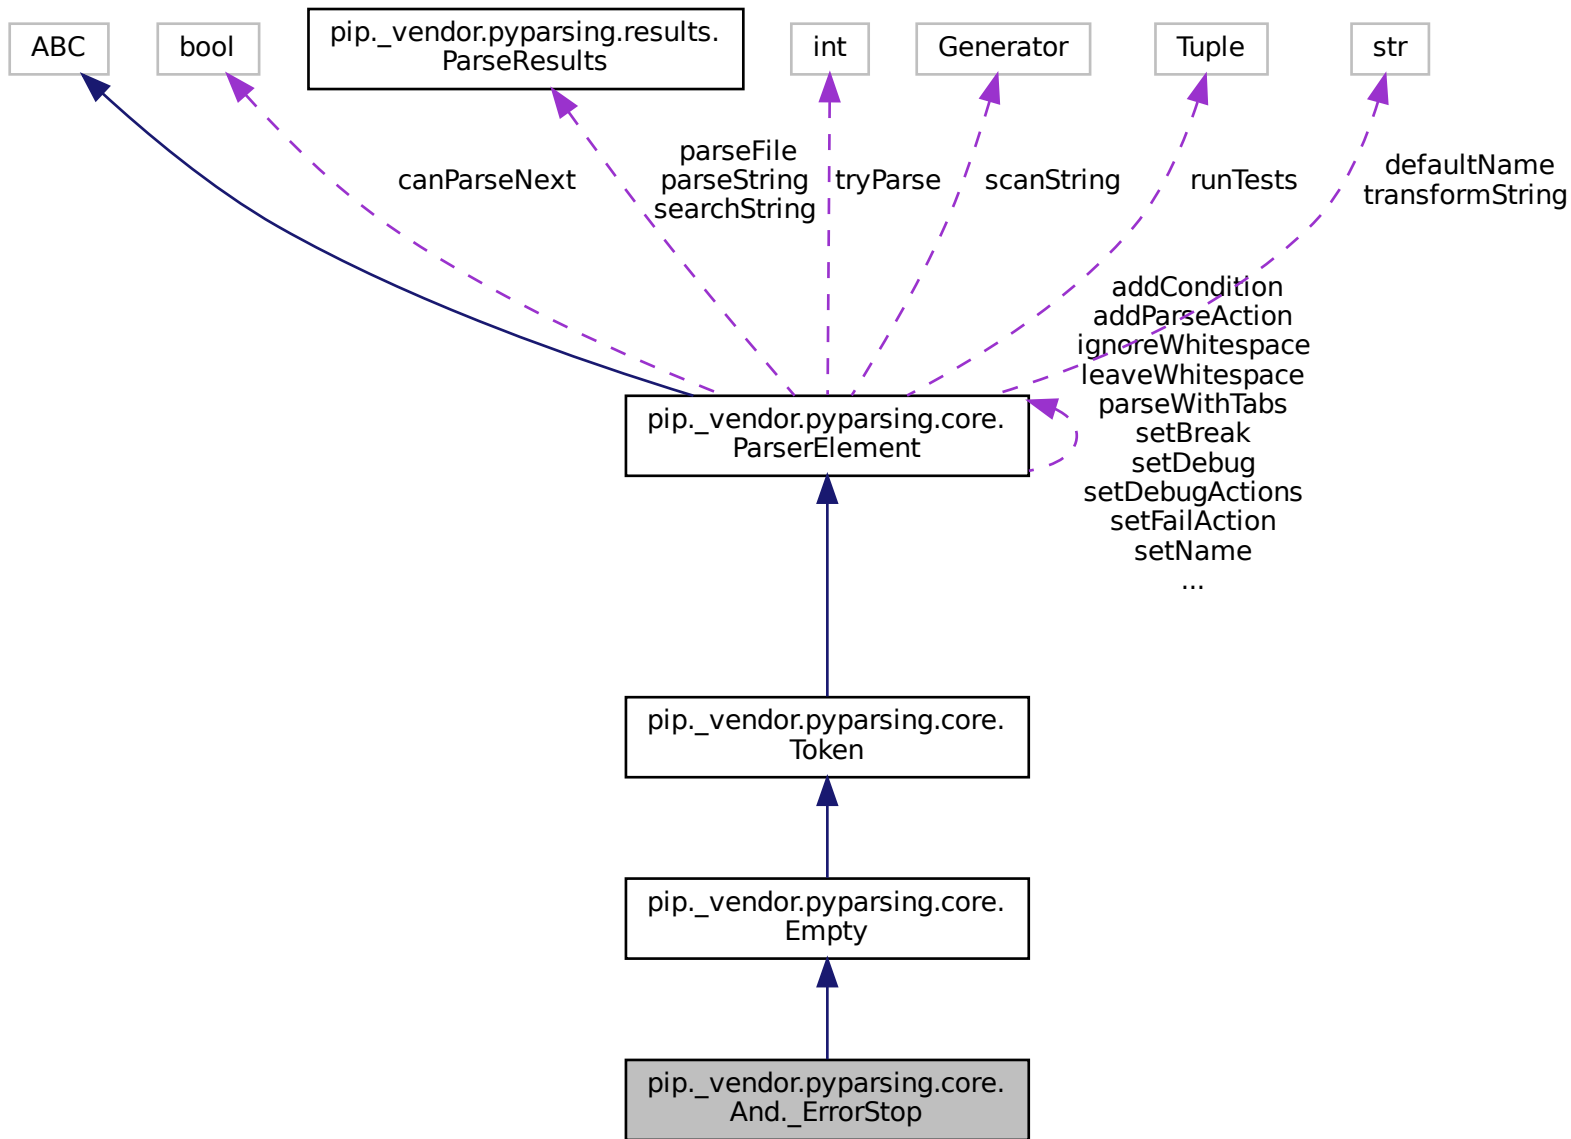 ABC
bool
pip._vendor.pyparsing.results.
ParseResults
int
Generator
Tuple
str
canParseNext
parseFile
parseString
searchString
tryParse
scanString
runTests
defaultName
transformString
addCondition
addParseAction
ignoreWhitespace
leaveWhitespace
parseWithTabs
setBreak
setDebug
setDebugActions
setFailAction
setName
...
pip._vendor.pyparsing.core.
ParserElement
pip._vendor.pyparsing.core.
Token
pip._vendor.pyparsing.core.
Empty
pip._vendor.pyparsing.core.
And._ErrorStop